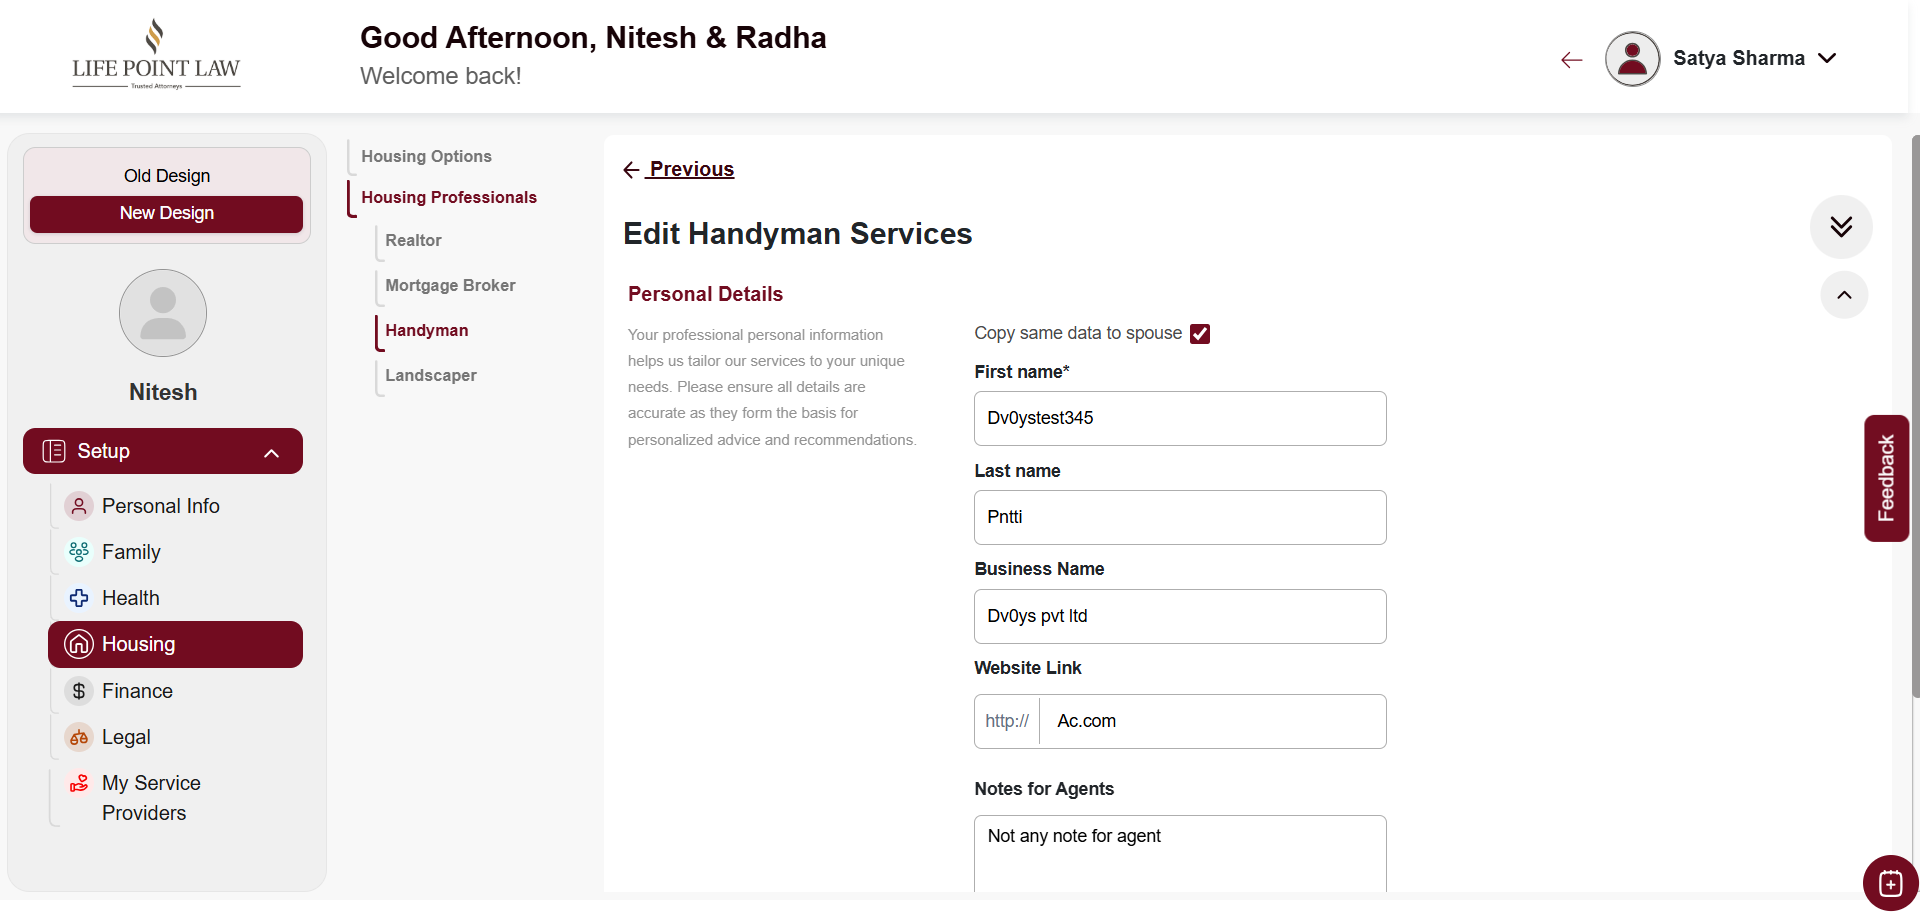 LIFE POINT LAW
Trusted Attorneys
Good Afternoon, Nitesh & Radha
Welcome back!
Satya Sharma
Old Design
New Design
Nitesh
Setup
Personal Info
Family
Health
Housing
Finance
Legal
My Service
Providers
Housing Options
Housing Professionals
Realtor
Mortgage Broker
Handyman
Landscaper
Previous
Edit Handyman Services
Personal Details
Your professional personal information
helps us tailor our services to your unique
needs. Please ensure all details are
accurate as they form the basis for
personalized advice and recommendations.
Copy same data to spouse
First name*
Dv0ystest345
Last name
Pntti
Business Name
Dv0ys pvt ltd
Website Link
http:// Ac.com
Notes for Agents
Not any note for agent
Feedback